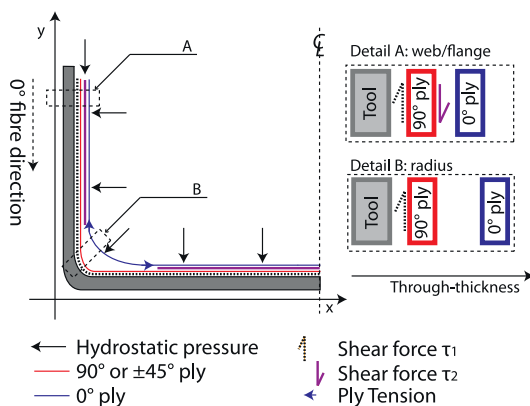 y
A
℄
Detail A: web/flange
Tool
90° ply
0° ply
0° fibre direction
B
Detail B: radius
Tool
90° ply
0° ply
x
Through-thickness
Hydrostatic pressure
90° or ±45° ply
0° ply
Shear force τ1
Shear force τ2
Ply Tension